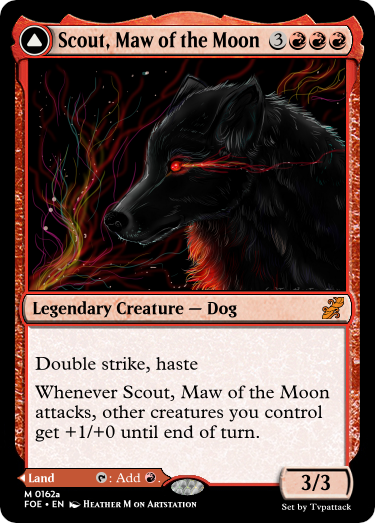 Scout, Maw of the Moon 3
Legendary Creature — Dog
Double strike, haste
Whenever Scout, Maw of the Moon
attacks, other creatures you control
get +1/+0 until end of turn.
Land : Add .
3/3
M 0162a
FOE • EN Heather M on Artstation
Set by Tvpattack